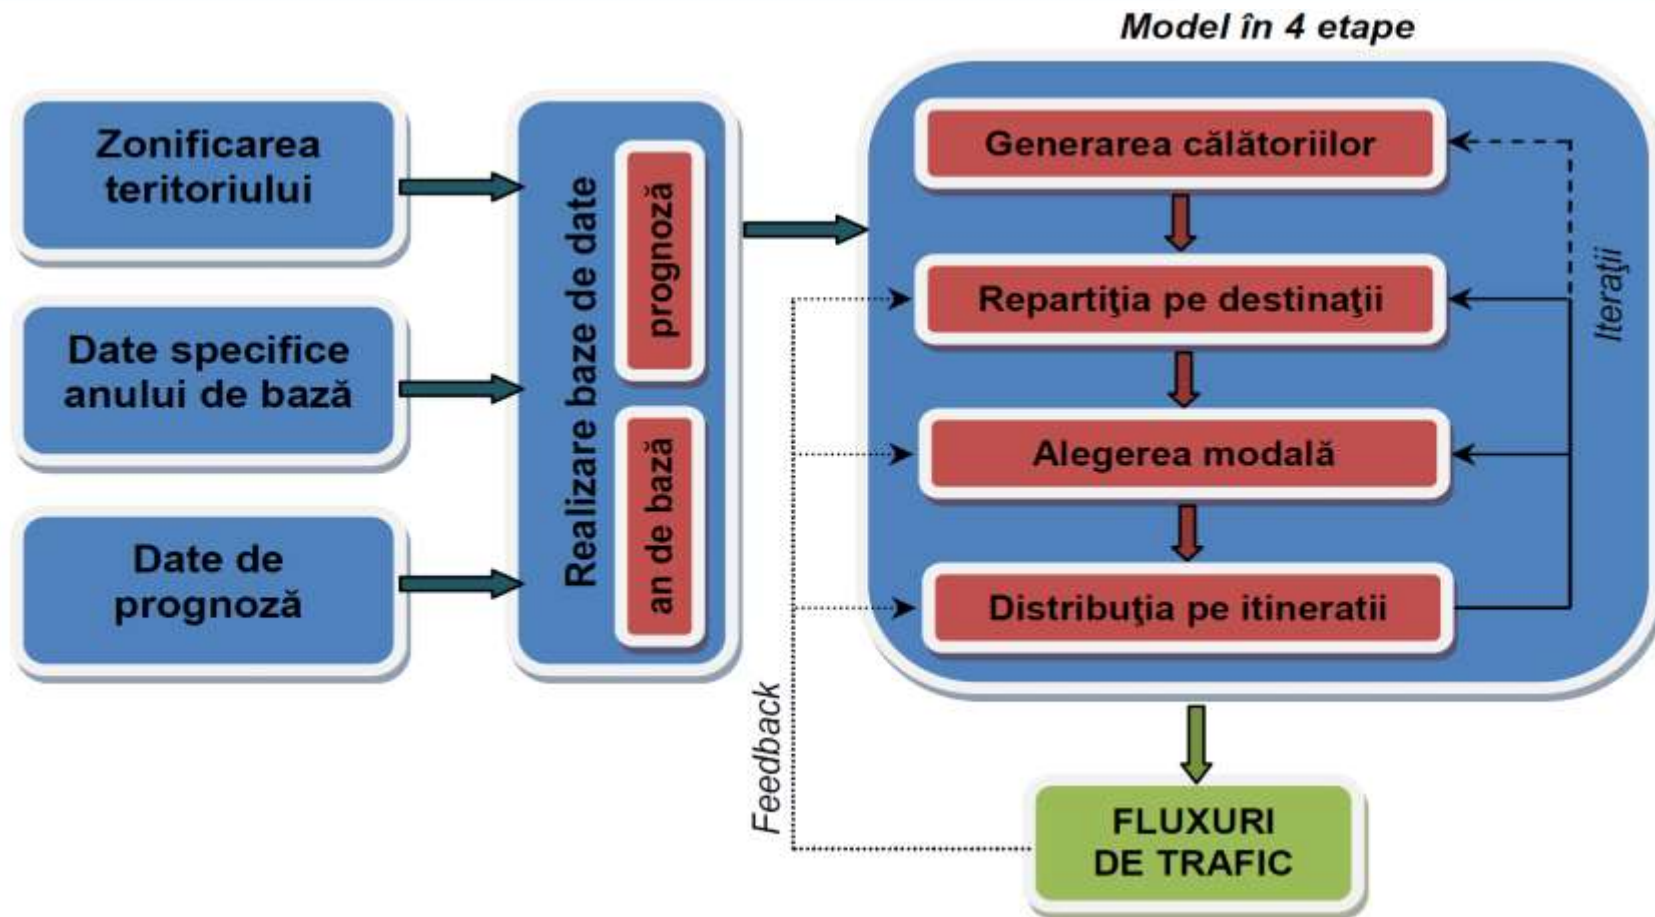 Model în 4 etape
Zonificarea
teritoriului
Date specifice
anului de bază
Date de
prognoză
Realizare baze de date
prognoză
an de bază
Generarea călătoriilor
Repartiţia pe destinaţii
Alegerea modală
Distribuţia pe itineratii
Iteraţii
Feedback
FLUXURI
DE TRAFIC